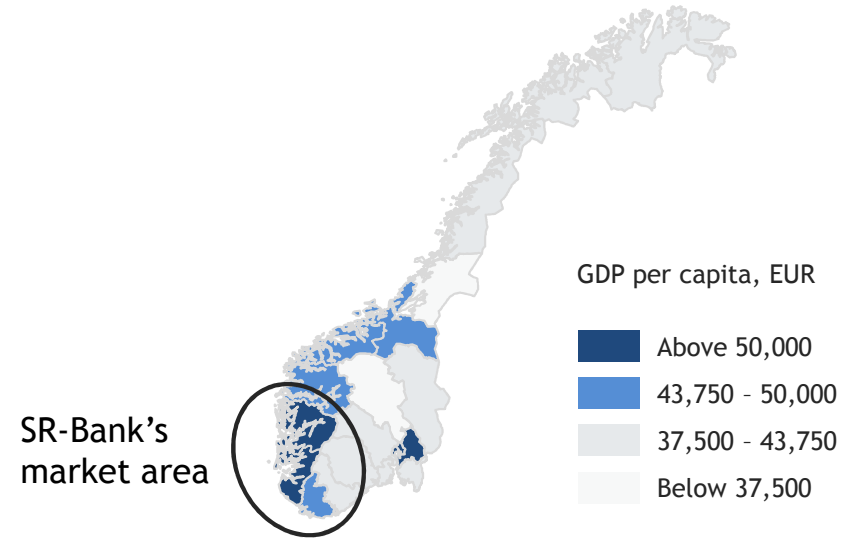 GDP per capita, EUR
Above 50,000
43,750 – 50,000
37,500 – 43,750
Below 37,500
SR-Bank’s
market area